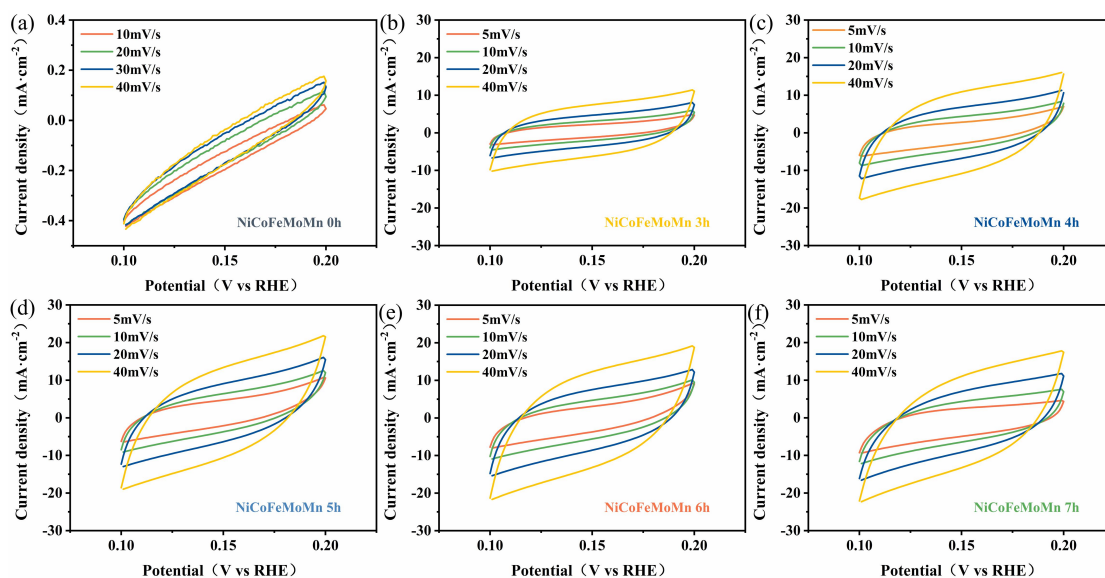 (a)
0.4
0.2
0.0
-0.2
-0.4
Current density（mA·cm⁻²）
10mV/s
20mV/s
30mV/s
40mV/s
NiCoFeMoMn 0h
0.10 0.15 0.20
Potential（V vs RHE）
(b)
30
20
10
0
-10
-20
-30
Current density（mA·cm⁻²）
5mV/s
10mV/s
20mV/s
40mV/s
NiCoFeMoMn 3h
0.10 0.15 0.20
Potential（V vs RHE）
(c)
30
20
10
0
-10
-20
-30
Current density（mA·cm⁻²）
5mV/s
10mV/s
20mV/s
40mV/s
NiCoFeMoMn 4h
0.10 0.15 0.20
Potential（V vs RHE）
(d)
30
20
10
0
-10
-20
-30
Current density（mA·cm⁻²）
5mV/s
10mV/s
20mV/s
40mV/s
NiCoFeMoMn 5h
0.10 0.15 0.20
Potential（V vs RHE）
(e)
30
20
10
0
-10
-20
-30
Current density（mA·cm⁻²）
5mV/s
10mV/s
20mV/s
40mV/s
NiCoFeMoMn 6h
0.10 0.15 0.20
Potential（V vs RHE）
(f)
30
20
10
0
-10
-20
-30
Current density（mA·cm⁻²）
5mV/s
10mV/s
20mV/s
40mV/s
NiCoFeMoMn 7h
0.10 0.15 0.20
Potential（V vs RHE）